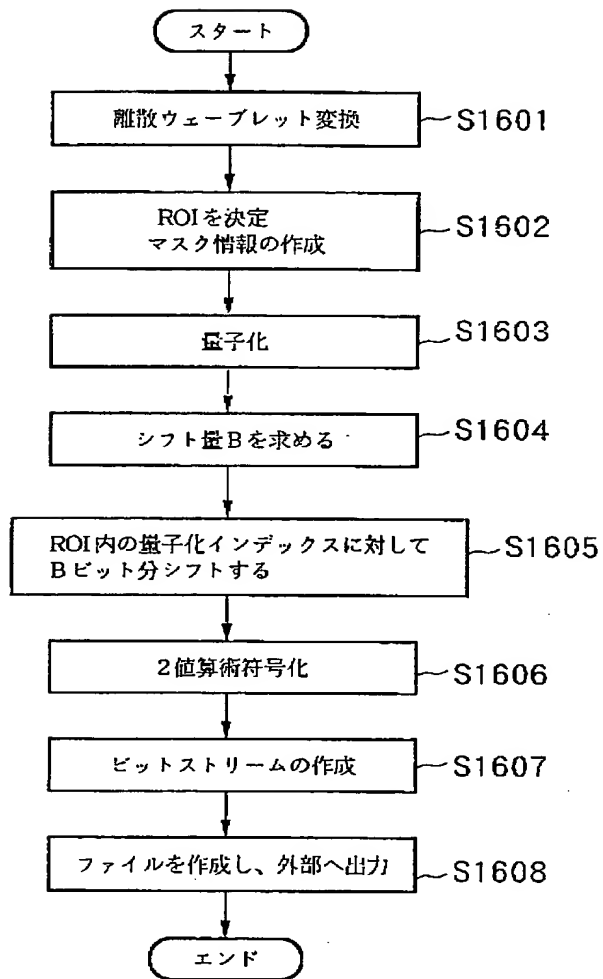 スタート
離散ウェーブレット変換
S1601
ROIを決定
マスク情報の作成
S1602
量子化
S1603
シフト量Bを求める
S1604
ROI内の量子化インデックスに対して
Bビット分シフトする
S1605
2値算術符号化
S1606
ビットストリームの作成
S1607
ファイルを作成し、外部へ出力
S1608
エンド